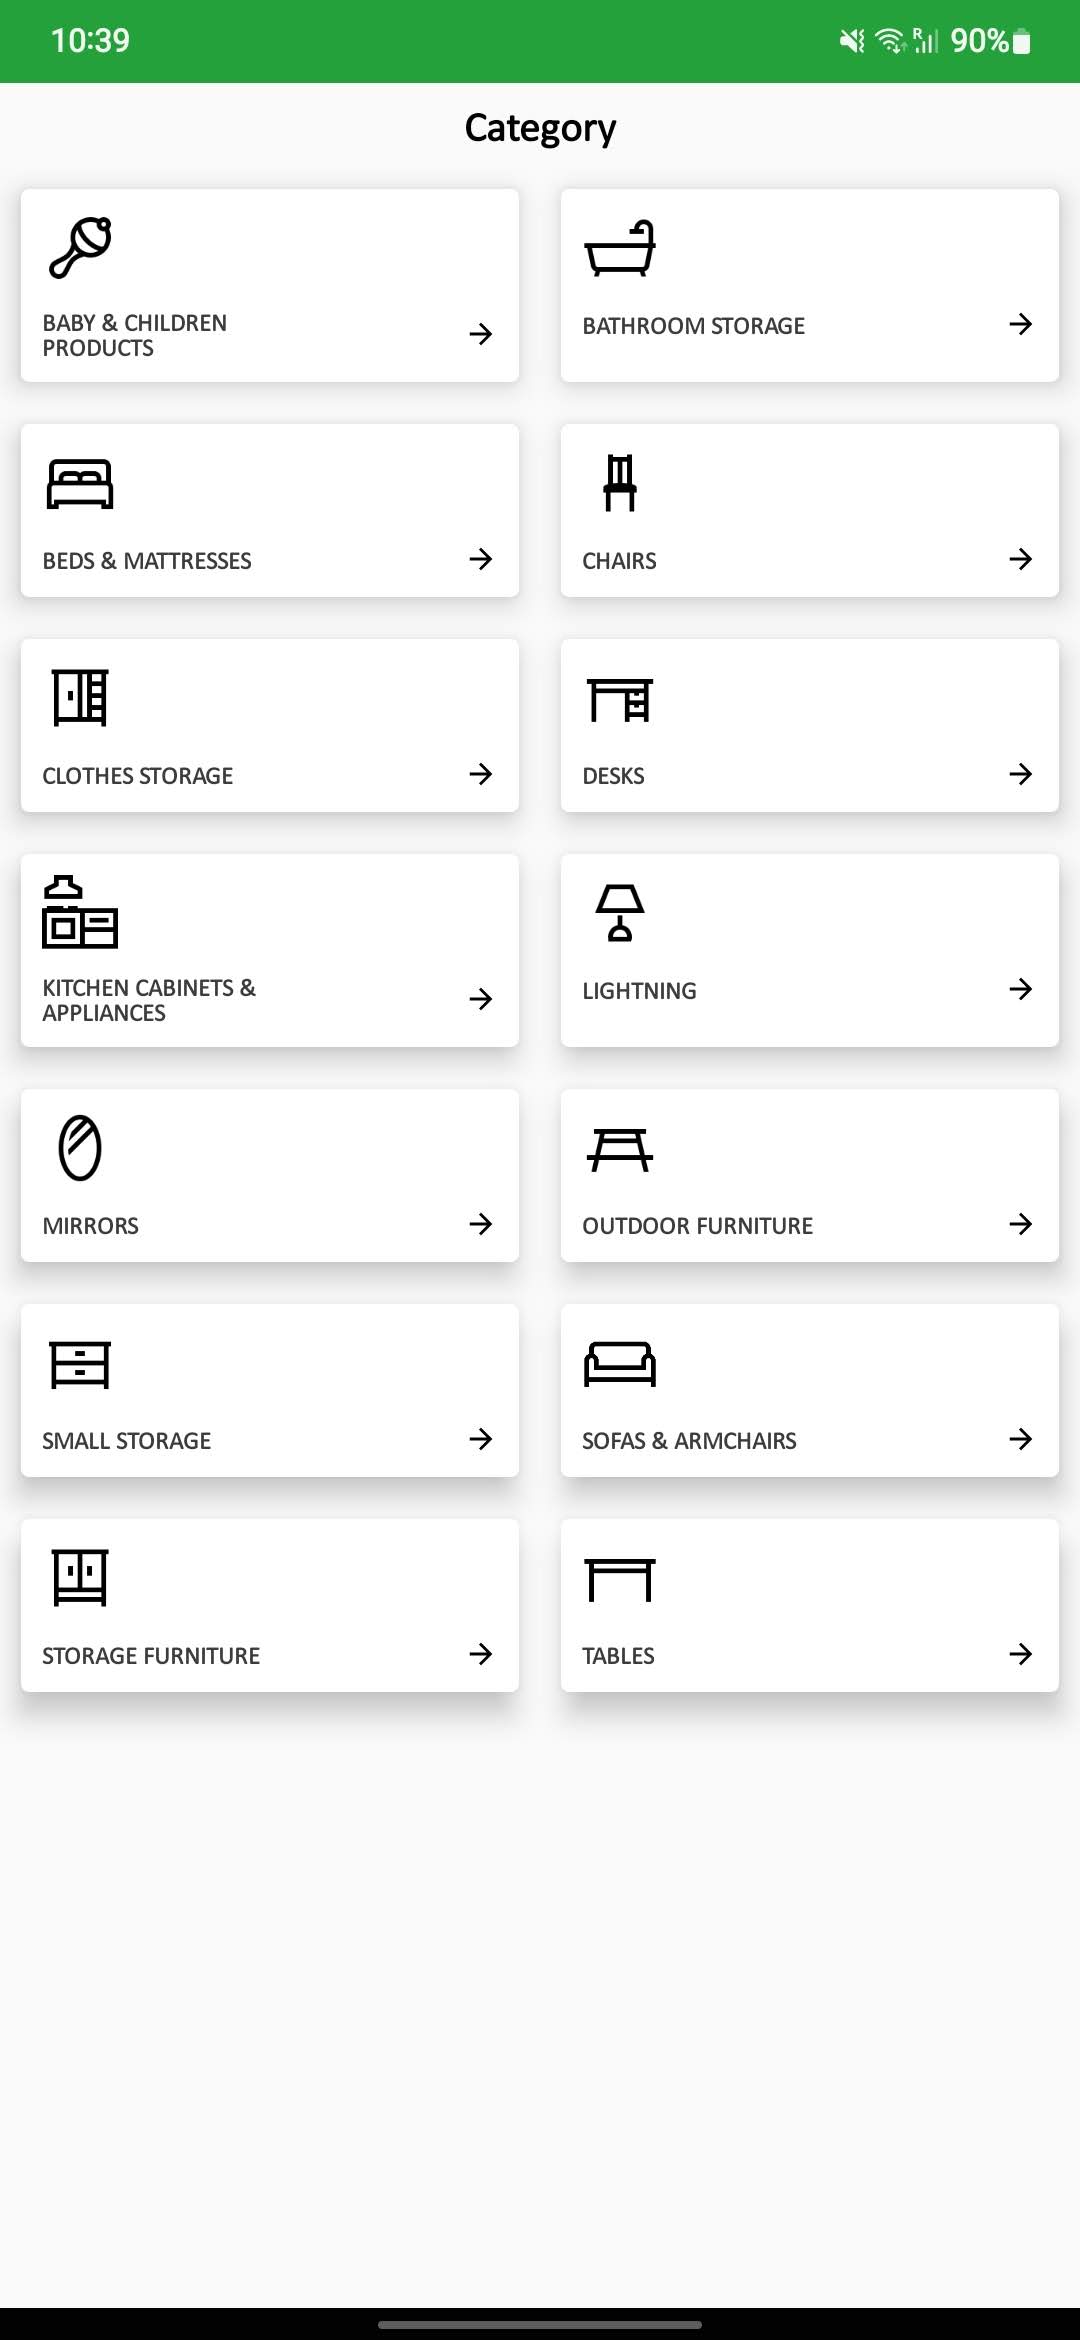 10:39
R
90%
Category
BABY & CHILDREN
PRODUCTS
BATHROOM STORAGE
BEDS & MATTRESSES
CHAIRS
CLOTHES STORAGE
DESKS
KITCHEN CABINETS &
APPLIANCES
LIGHTNING
MIRRORS
OUTDOOR FURNITURE
SMALL STORAGE
SOFAS & ARMCHAIRS
STORAGE FURNITURE
TABLES